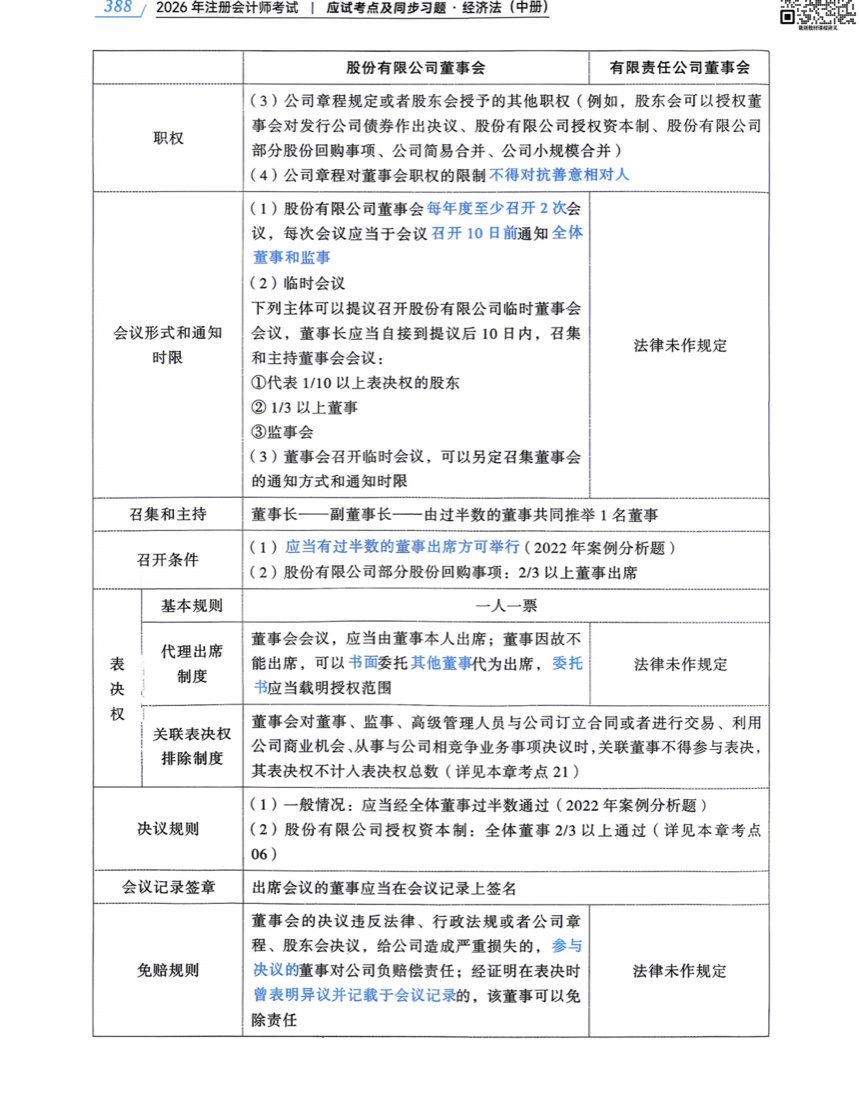 388 2026 年注册会计师考试 | 应试考点及同步习题·经济法（中册）
股份有限公司董事会 有限责任公司董事会
职权
（3）公司章程规定或者股东会授予的其他职权（例如，股东会可以授权董
事会对发行公司债券作出决议、股份有限公司授权资本制、股份有限公司
部分股份回购事项、公司简易合并、公司小规模合并）
（4）公司章程对董事会职权的限制不得对抗善意相对人
会议形式和通知
时限
（1）股份有限公司董事会每年度至少召开 2 次会
议，每次会议应当于会议召开 10 日前通知全体
董事和监事
（2）临时会议
下列主体可以提议召开股份有限公司临时董事会
会议，董事长应当自接到提议后 10 日内，召集
和主持董事会会议：
①代表 1/10 以上表决权的股东
② 1/3 以上董事
③监事会
（3）董事会召开临时会议，可以另定召集董事会
的通知方式和通知时限
法律未作规定
召集和主持
董事长——副董事长——由过半数的董事共同推举 1 名董事
召开条件
（1）应当有过半数的董事出席方可举行（2022 年案例分析题）
（2）股份有限公司部分股份回购事项：2/3 以上董事出席
表
决
权
基本规则
一人一票
代理出席
制度
董事会会议，应当由董事本人出席；董事因故不
能出席，可以书面委托其他董事代为出席，委托
书应当载明授权范围
法律未作规定
关联表决权
排除制度
董事会对董事、监事、高级管理人员与公司订立合同或者进行交易、利用
公司商业机会、从事与公司相竞争业务事项决议时，关联董事不得参与表决，
其表决权不计入表决权总数（详见本章考点 21）
决议规则
（1）一般情况：应当经全体董事过半数通过（2022 年案例分析题）
（2）股份有限公司授权资本制：全体董事 2/3 以上通过（详见本章考点
06）
会议记录签章
出席会议的董事应当在会议记录上签名
免赔规则
董事会的决议违反法律、行政法规或者公司章
程、股东会决议，给公司造成严重损失的，参与
决议的董事对公司负赔偿责任；经证明在表决时
曾表明异议并记载于会议记录的，该董事可以免
除责任
法律未作规定